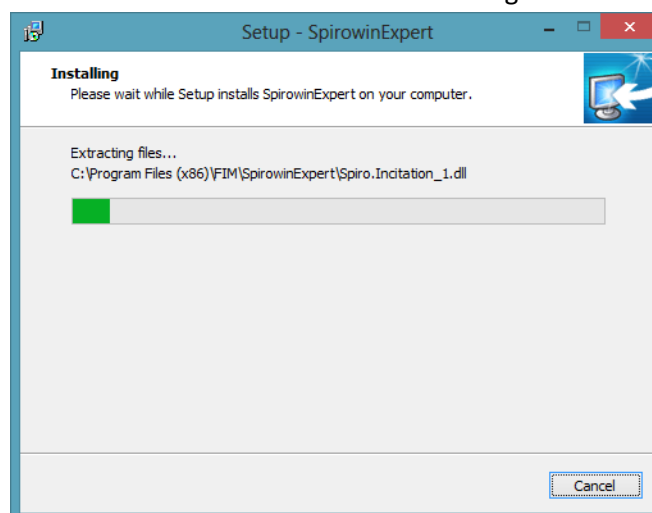 Setup - SpirowinExpert
Installing
Please wait while Setup installs SpirowinExpert on your computer.
Extracting files...
C:\Program Files (x86)\FIM\SpirowinExpert\Spiro.Incitation_1.dll
Cancel